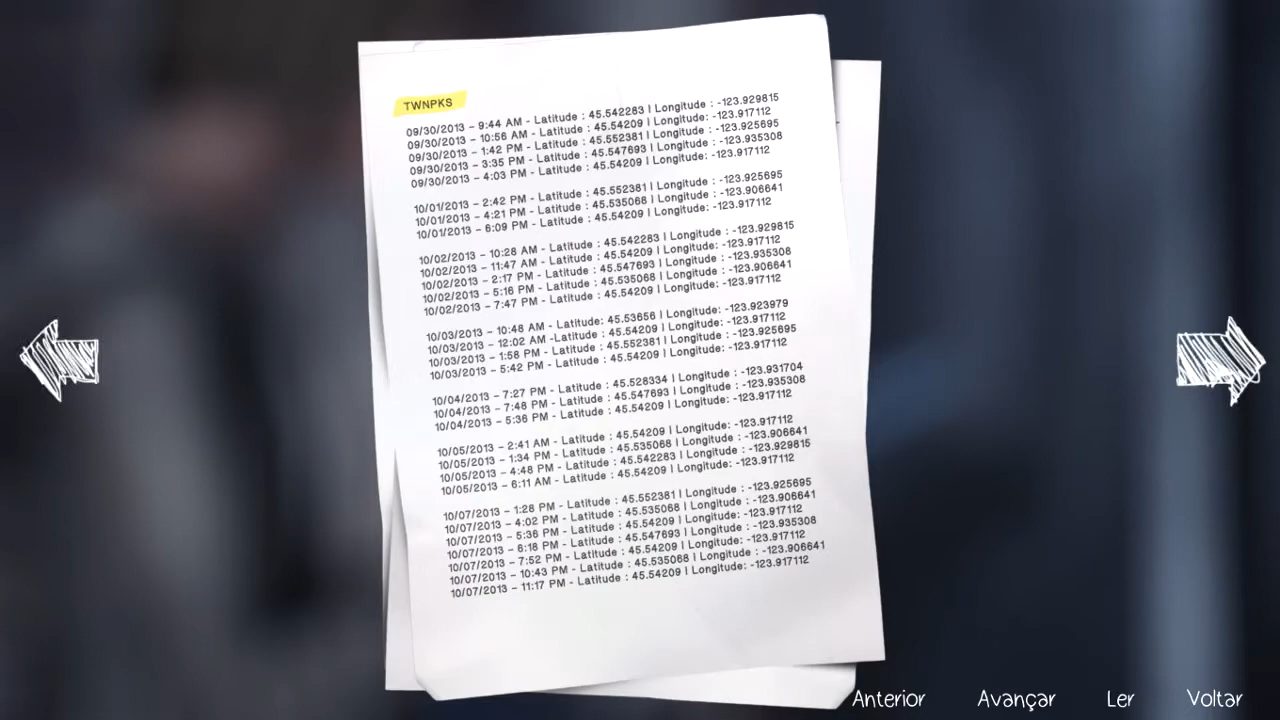 TWNPKS
09/30/2013 - 9:44 AM - Latitude : 45.542283 | Longitude : -123.929815
09/30/2013 - 10:56 AM - Latitude : 45.54209 | Longitude: -123.917112
09/30/2013 - 1:42 PM - Latitude : 45.552381 | Longitude : -123.925695
09/30/2013 - 3:35 PM - Latitude : 45.547693 | Longitude : -123.935308
09/30/2013 - 4:03 PM - Latitude : 45.54209 | Longitude: -123.917112
10/01/2013 - 2:42 PM - Latitude : 45.552381 | Longitude : -123.925695
10/01/2013 - 4:21 PM - Latitude : 45.535068 | Longitude : -123.906641
10/01/2013 - 6:09 PM - Latitude : 45.54209 | Longitude: -123.917112
10/02/2013 - 10:28 AM - Latitude : 45.542283 | Longitude : -123.929815
10/02/2013 - 11:47 AM - Latitude : 45.54209 | Longitude: -123.917112
10/02/2013 - 2:17 PM - Latitude : 45.547693 | Longitude : -123.935308
10/02/2013 - 5:16 PM - Latitude : 45.535068 | Longitude : -123.906641
10/02/2013 - 7:47 PM - Latitude : 45.54209 | Longitude: -123.917112
10/03/2013 - 10:48 AM - Latitude: 45.53656 | Longitude: -123.923979
10/03/2013 - 12:02 AM - Latitude : 45.54209 | Longitude: -123.917112
10/03/2013 - 1:58 PM - Latitude : 45.552381 | Longitude : -123.925695
10/03/2013 - 5:42 PM - Latitude : 45.54209 | Longitude: -123.917112
10/04/2013 - 7:27 PM - Latitude : 45.528334 | Longitude : -123.931704
10/04/2013 - 7:48 PM - Latitude : 45.547693 | Longitude : -123.935308
10/04/2013 - 5:36 PM - Latitude : 45.54209 | Longitude: -123.917112
10/05/2013 - 2:41 AM - Latitude : 45.54209 | Longitude: -123.917112
10/05/2013 - 1:34 PM - Latitude : 45.535068 | Longitude : -123.906641
10/05/2013 - 4:48 PM - Latitude : 45.542283 | Longitude : -123.929815
10/05/2013 - 6:11 AM - Latitude : 45.54209 | Longitude: -123.917112
10/07/2013 - 1:28 PM - Latitude : 45.552381 | Longitude : -123.925695
10/07/2013 - 4:02 PM - Latitude : 45.535068 | Longitude : -123.906641
10/07/2013 - 5:36 PM - Latitude : 45.54209 | Longitude: -123.917112
10/07/2013 - 6:18 PM - Latitude : 45.547693 | Longitude : -123.935308
10/07/2013 - 7:52 PM - Latitude : 45.54209 | Longitude: -123.917112
10/07/2013 - 10:43 PM - Latitude : 45.535068 | Longitude : -123.906641
10/07/2013 - 11:17 PM - Latitude : 45.54209 | Longitude: -123.917112
Anterior Avançar Ler Voltar